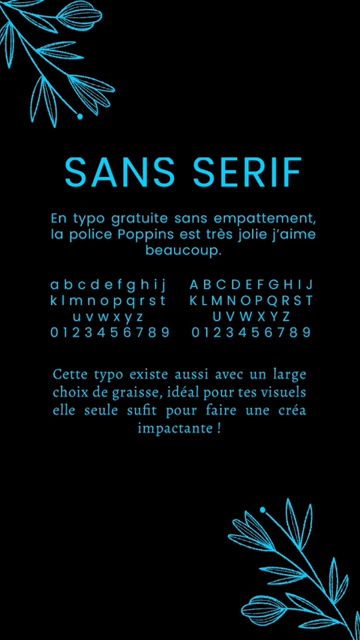 SANS SERIF
En typo gratuite sans empattement,
la police Poppins est très jolie j'aime
beaucoup.
a b c d e f g h i j
k l m n o p q r s t
u v w x y z
0 1 2 3 4 5 6 7 8 9
A B C D E F G H I J
K L M N O P Q R S T
U V W X Y Z
0 1 2 3 4 5 6 7 8 9
Cette typo existe aussi avec un large
choix de graisse, idéal pour tes visuels
elle seule sufit pour faire une créa
impactante !